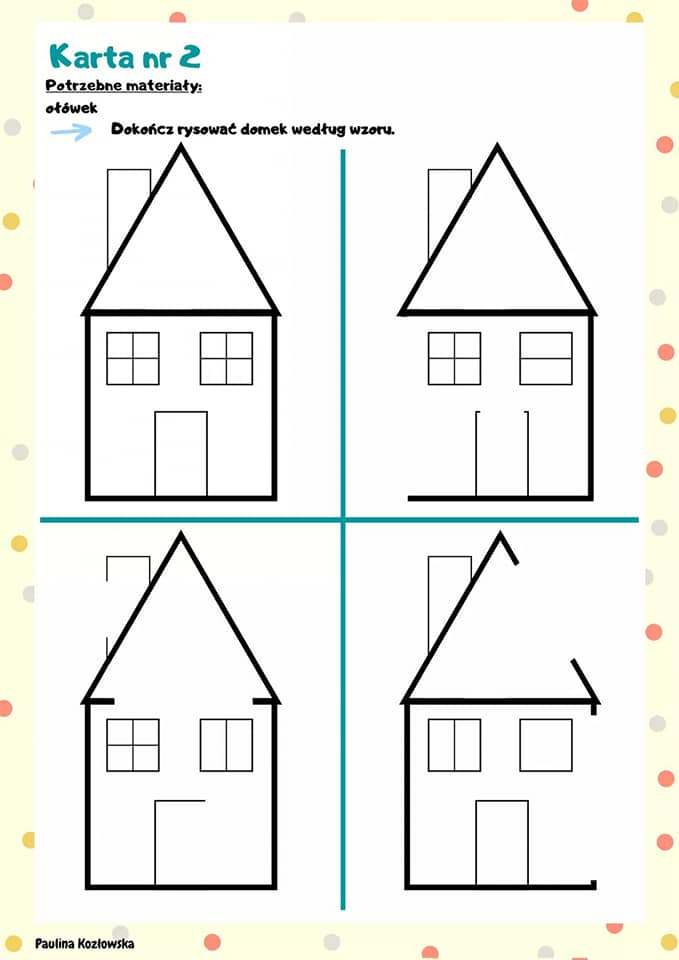 Karta nr 2
Potrzebne materiały:
ołówek
Dokończ rysować domek według wzoru.
Paulina Kozłowska